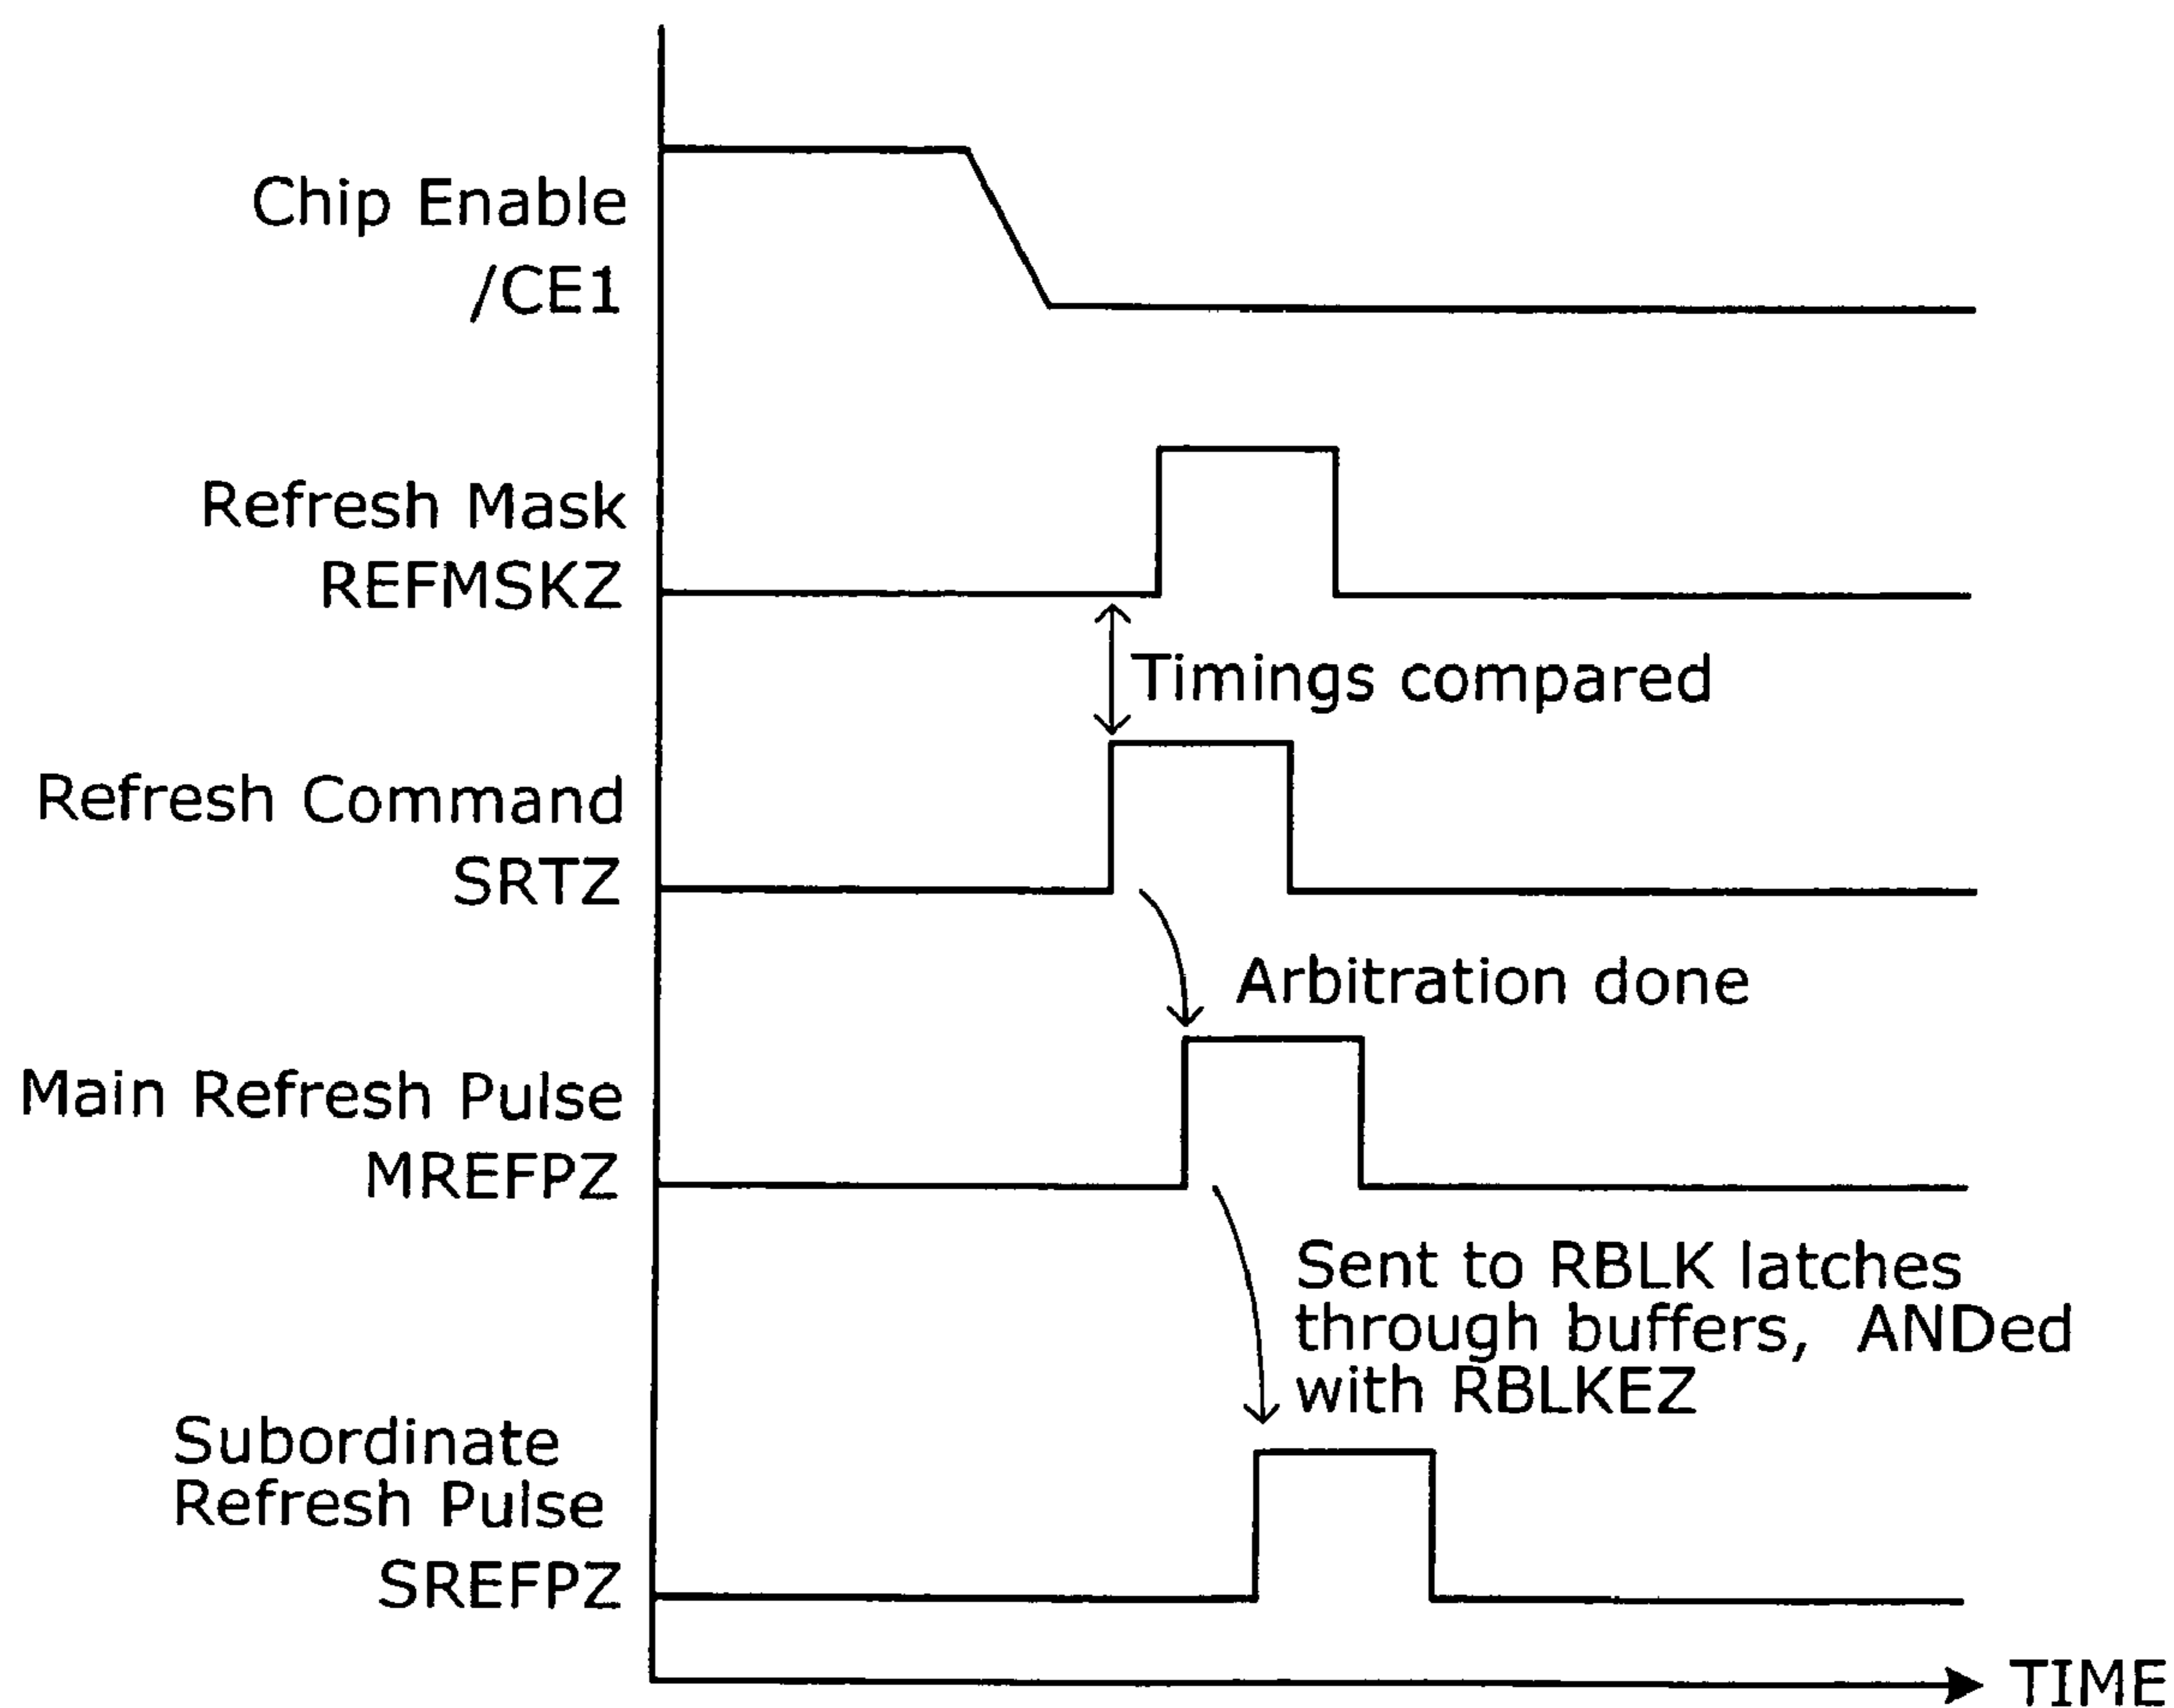 Chip Enable
/CE1
Refresh Mask
REFMSKZ
Timings compared
Refresh Command
SRTZ
Arbitration done
Main Refresh Pulse
MREFPZ
Sent to RBLK latches
through buffers, ANDed
with RBLKEZ
Subordinate
Refresh Pulse
SREFPZ
TIME